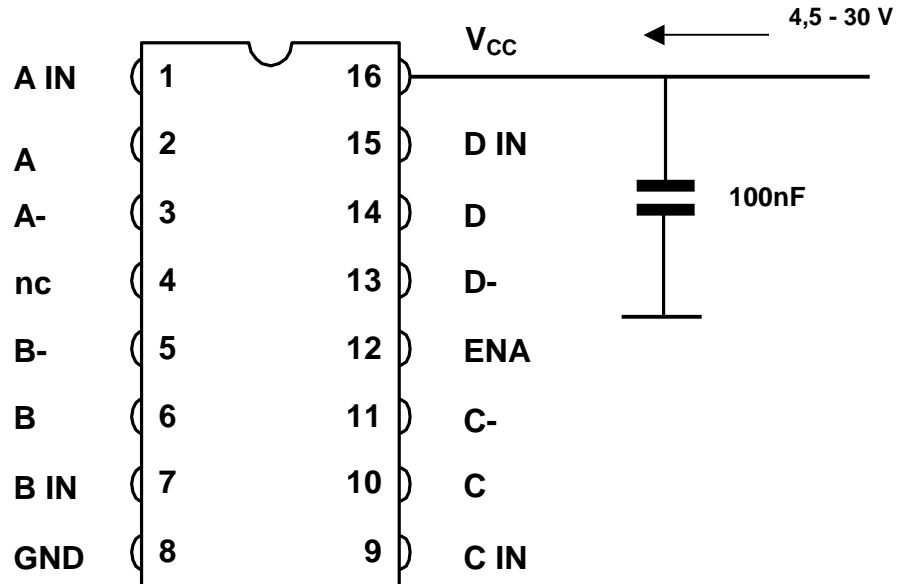 4,5 - 30 V
V_CC
A IN 1 16
A 2 15 D IN
A- 3 14 D
100nF
nc 4 13 D-
B- 5 12 ENA
B 6 11 C-
B IN 7 10 C
GND 8 9 C IN